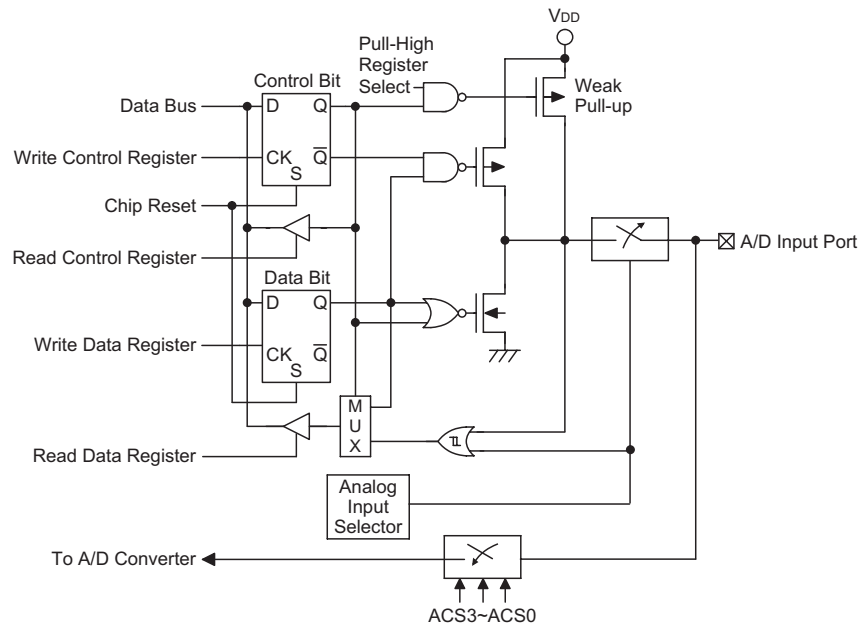 VDD
Pull-High
Register
Select
Control Bit
Weak
Pull-up
Data Bus
D
Q
Write Control Register
CK
Q̅
S
Chip Reset
Read Control Register
A/D Input Port
Data Bit
D
Q
Write Data Register
CK
Q̅
S
M
U
X
Read Data Register
Analog
Input
Selector
To A/D Converter
ACS3~ACS0